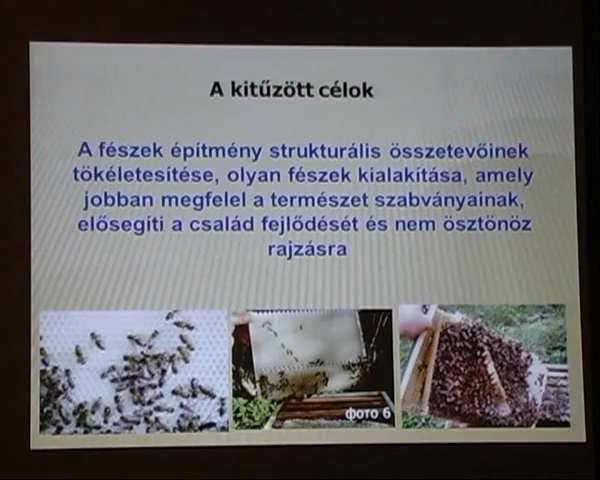 A kitűzött célok
A fészek építmény strukturális összetevőinek
tökéletesítése, olyan fészek kialakítása, amely
jobban megfelel a természet szabványainak,
elősegíti a család fejlődését és nem ösztönöz
rajzásra
фото 6